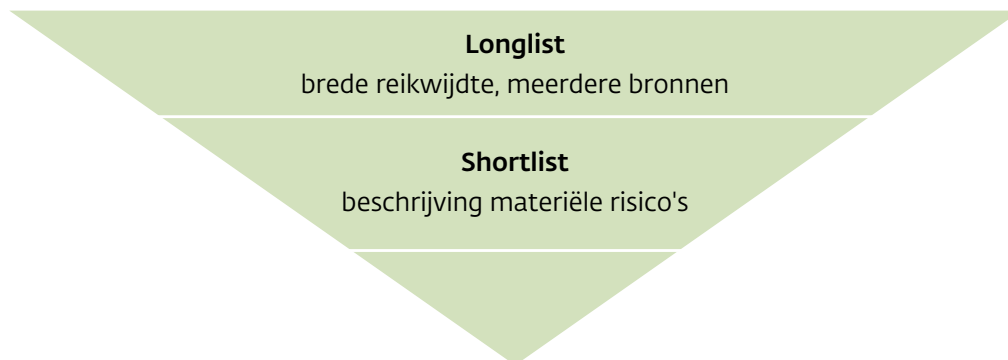 Longlist
brede reikwijdte, meerdere bronnen
Shortlist
beschrijving materiële risico's